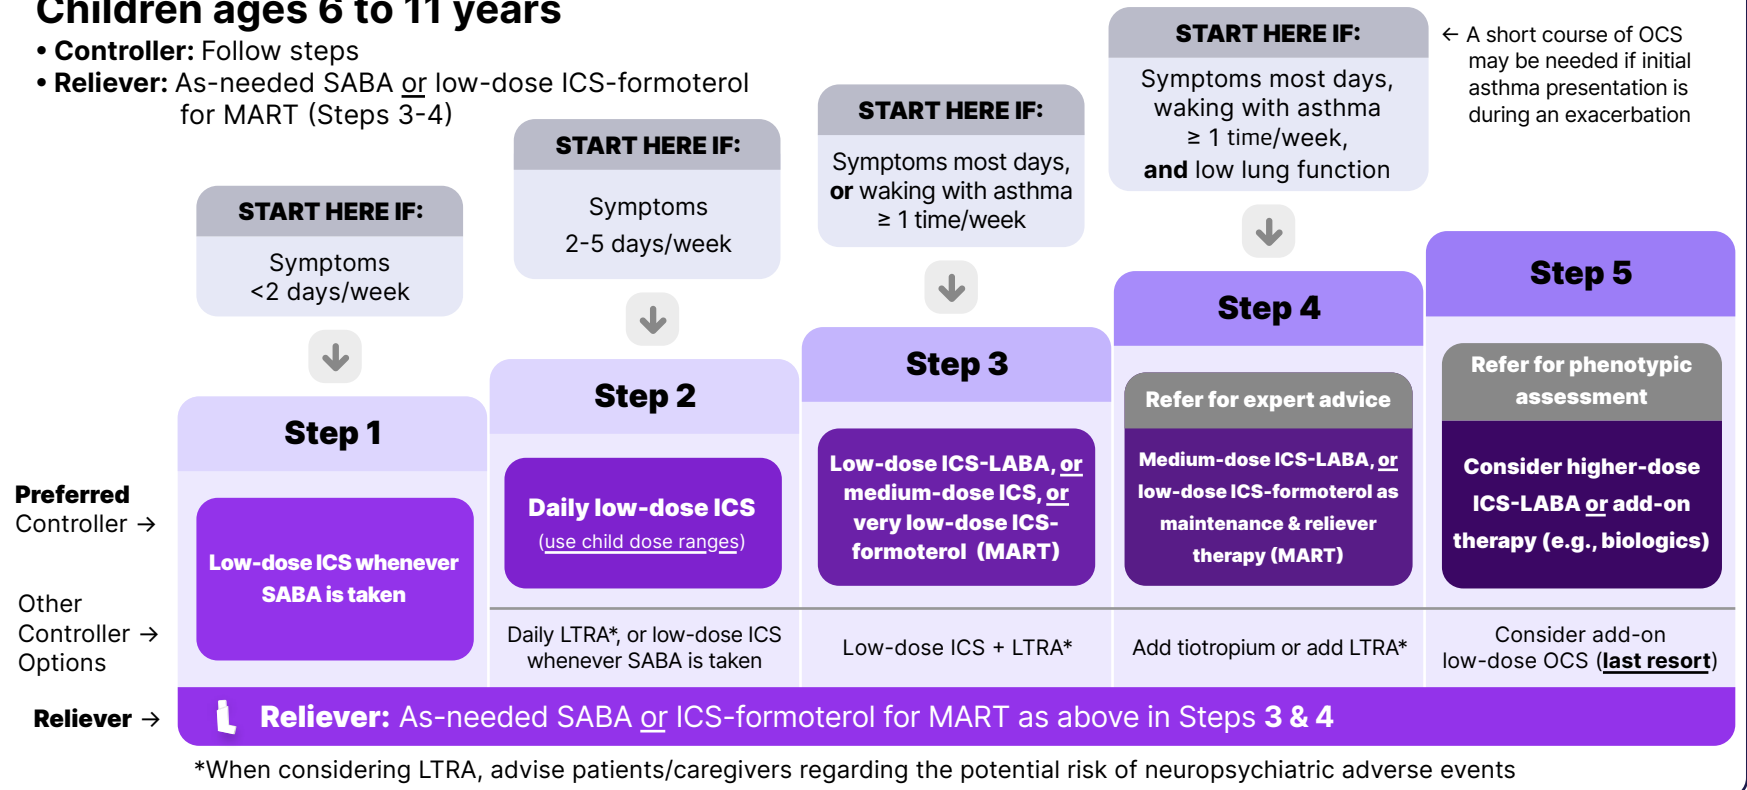 Children ages 6 to 11 years
• Controller: Follow steps
• Reliever: As-needed SABA or low-dose ICS-formoterol
for MART (Steps 3-4)
START HERE IF:
Symptoms
<2 days/week
START HERE IF:
Symptoms
2-5 days/week
START HERE IF:
Symptoms most days,
or waking with asthma
≥ 1 time/week
START HERE IF:
Symptoms most days,
waking with asthma
≥ 1 time/week,
and low lung function
← A short course of OCS
may be needed if initial
asthma presentation is
during an exacerbation
Step 1
Step 2
Step 3
Step 4
Step 5
Preferred
Controller →
Low-dose ICS whenever
SABA is taken
Daily low-dose ICS
(use child dose ranges)
Low-dose ICS-LABA, or
medium-dose ICS, or
very low-dose ICS-
formoterol (MART)
Refer for expert advice
Medium-dose ICS-LABA, or
low-dose ICS-formoterol as
maintenance & reliever
therapy (MART)
Refer for phenotypic
assessment
Consider higher-dose
ICS-LABA or add-on
therapy (e.g., biologics)
Other
Controller →
Options
Daily LTRA*, or low-dose ICS
whenever SABA is taken
Low-dose ICS + LTRA*
Add tiotropium or add LTRA*
Consider add-on
low-dose OCS (last resort)
Reliever →
Reliever: As-needed SABA or ICS-formoterol for MART as above in Steps 3 & 4
*When considering LTRA, advise patients/caregivers regarding the potential risk of neuropsychiatric adverse events